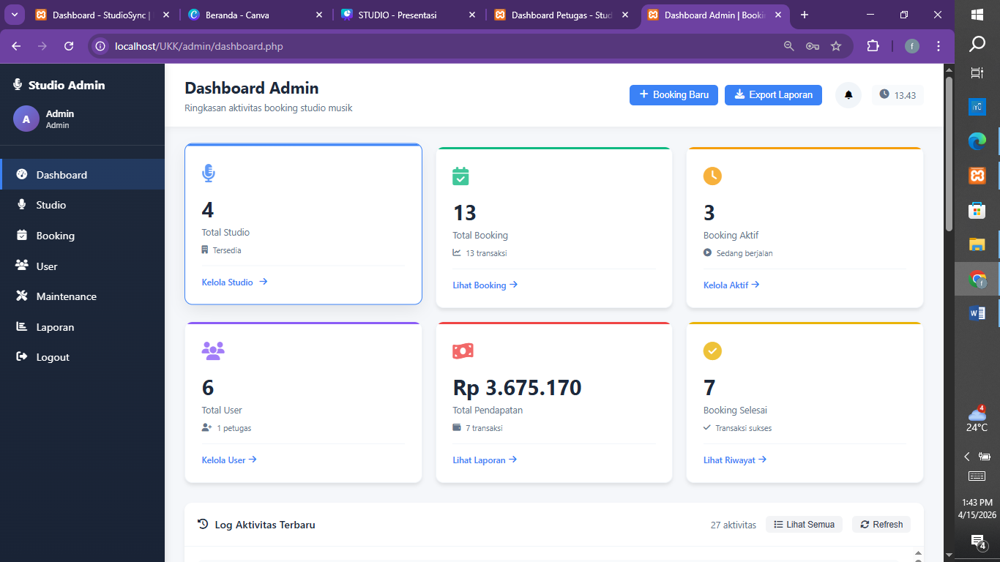 Dashboard - StudioSync |
Beranda - Canva
STUDIO - Presentasi
Dashboard Petugas - Stud
Dashboard Admin | Bookin
localhost/UKK/admin/dashboard.php
f
Studio Admin
A
Admin
Admin
Dashboard
Studio
Booking
User
Maintenance
Laporan
Logout
Dashboard Admin
Ringkasan aktivitas booking studio musik
Booking Baru
Export Laporan
13.43
4
Total Studio
Tersedia
Kelola Studio
13
Total Booking
13 transaksi
Lihat Booking
3
Booking Aktif
Sedang berjalan
Kelola Aktif
6
Total User
1 petugas
Kelola User
Rp 3.675.170
Total Pendapatan
7 transaksi
Lihat Laporan
7
Booking Selesai
Transaksi sukses
Lihat Riwayat
Log Aktivitas Terbaru
27 aktivitas
Lihat Semua
Refresh
4
24°C
1:43 PM
4/15/2026
4